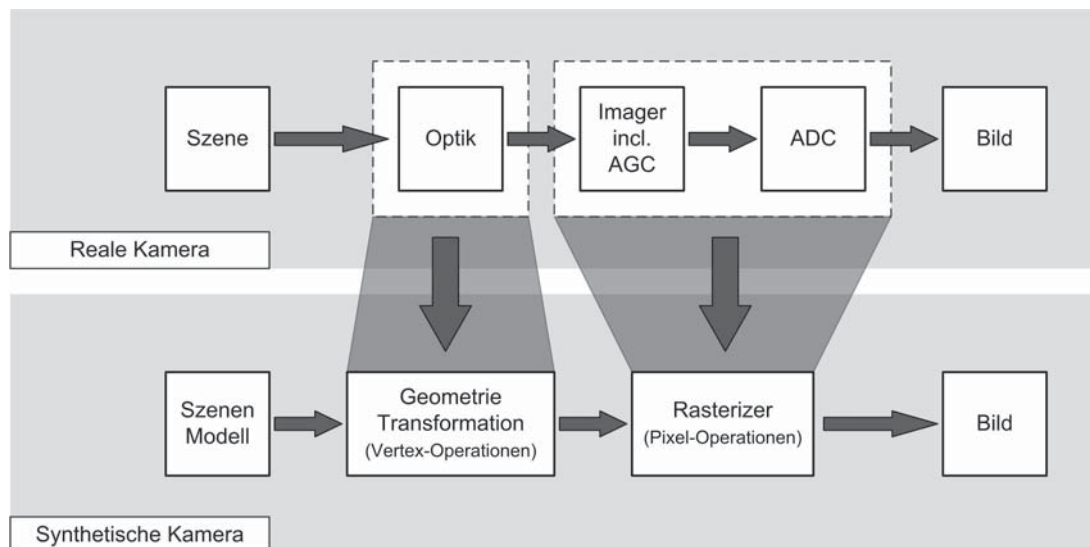 Szene
Optik
Imager
incl.
AGC
ADC
Bild
Reale Kamera
Szenen
Modell
Geometrie
Transformation
(Vertex-Operationen)
Rasterizer
(Pixel-Operationen)
Bild
Synthetische Kamera